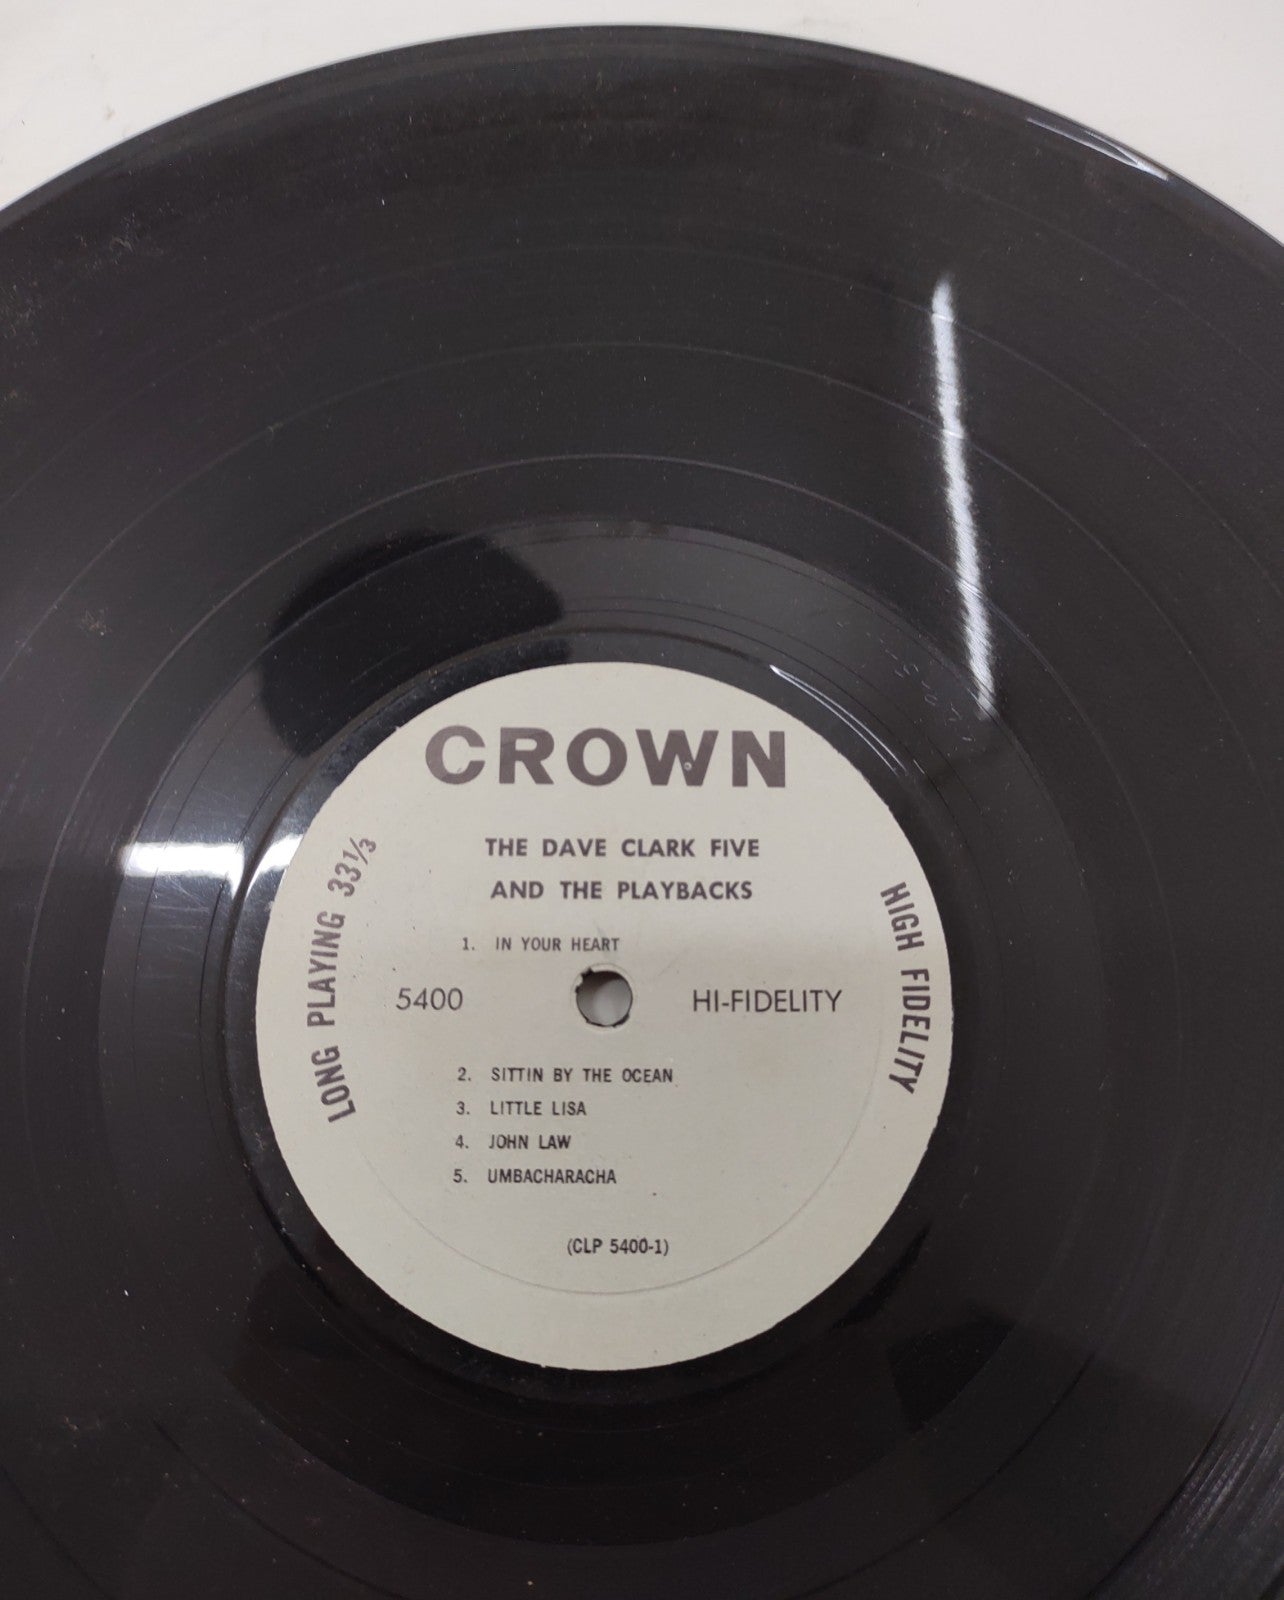 CROWN
THE DAVE CLARK FIVE
AND THE PLAYBACKS
1. IN YOUR HEART
5400
HI-FIDELITY
LONG PLAYING 33⅓
HIGH FIDELITY
2. SITTIN BY THE OCEAN
3. LITTLE LISA
4. JOHN LAW
5. UMBACHARACHA
(CLP 5400-1)